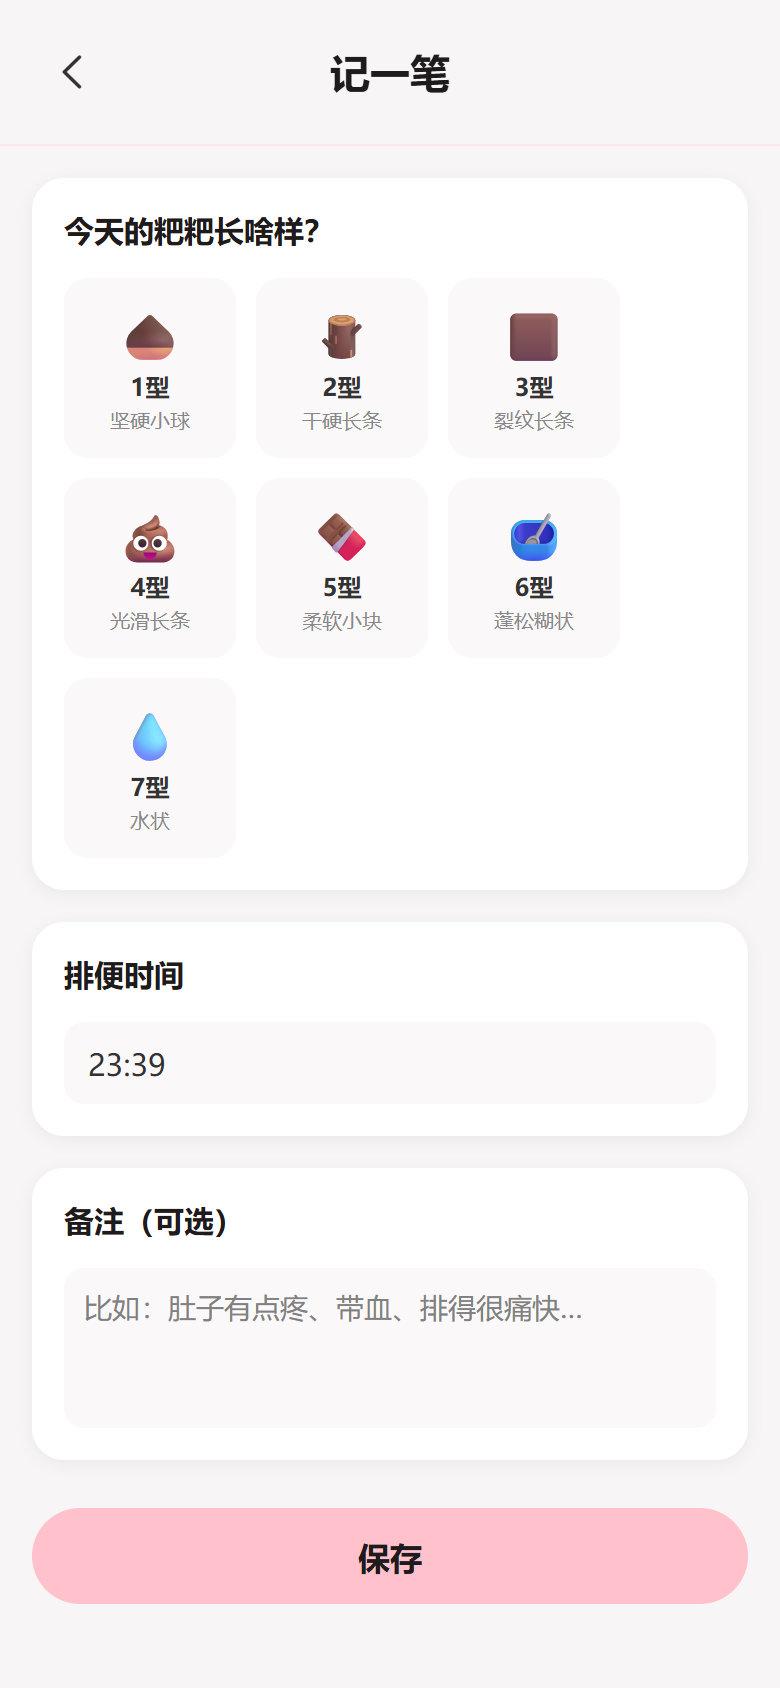 记一笔
今天的粑粑长啥样？
1型
坚硬小球
2型
干硬长条
3型
裂纹长条
4型
光滑长条
5型
柔软小块
6型
蓬松糊状
7型
水状
排便时间
23:39
备注（可选）
比如：肚子有点疼、带血、排得很痛快...
保存